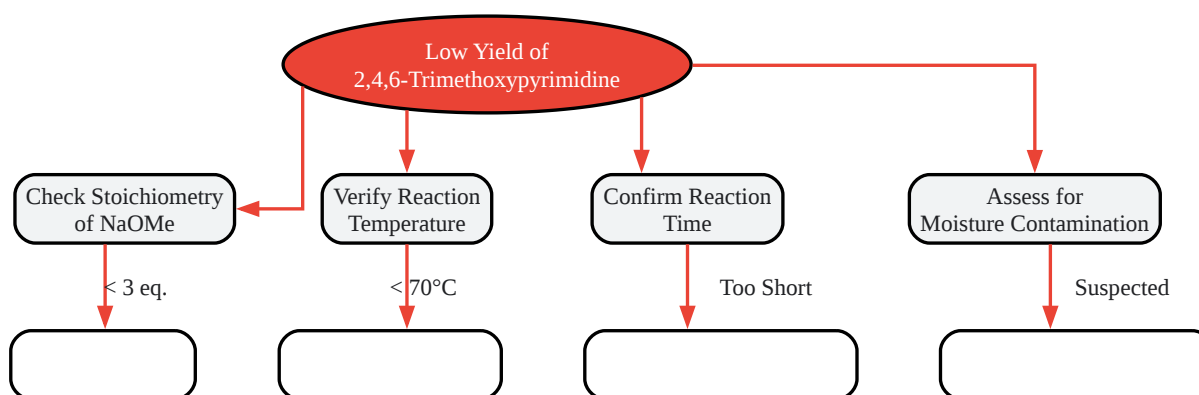 Low Yield of
2,4,6-Trimethoxypyrimidine
Check Stoichiometry
of NaOMe
Verify Reaction
Temperature
Confirm Reaction
Time
Assess for
Moisture Contamination
< 3 eq.
< 70°C
Too Short
Suspected